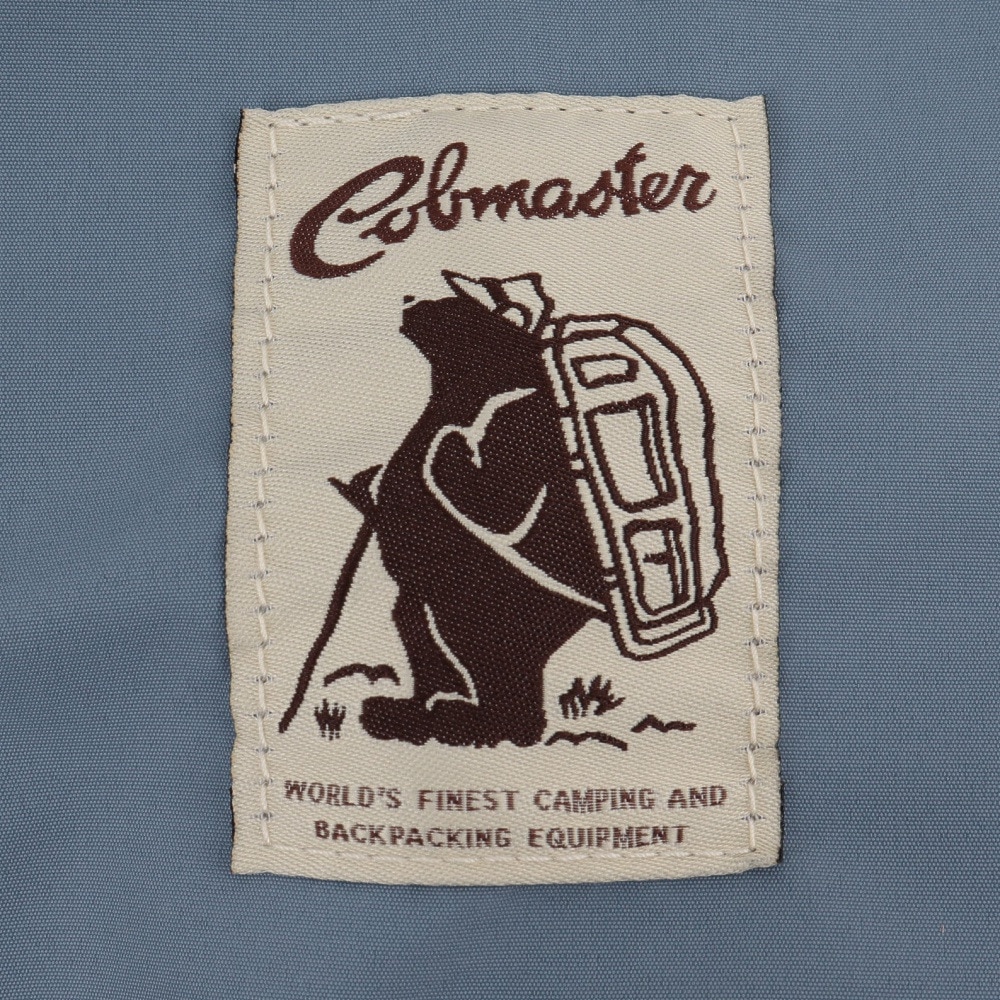 Cobmaster
WORLD'S FINEST CAMPING AND
BACKPACKING EQUIPMENT